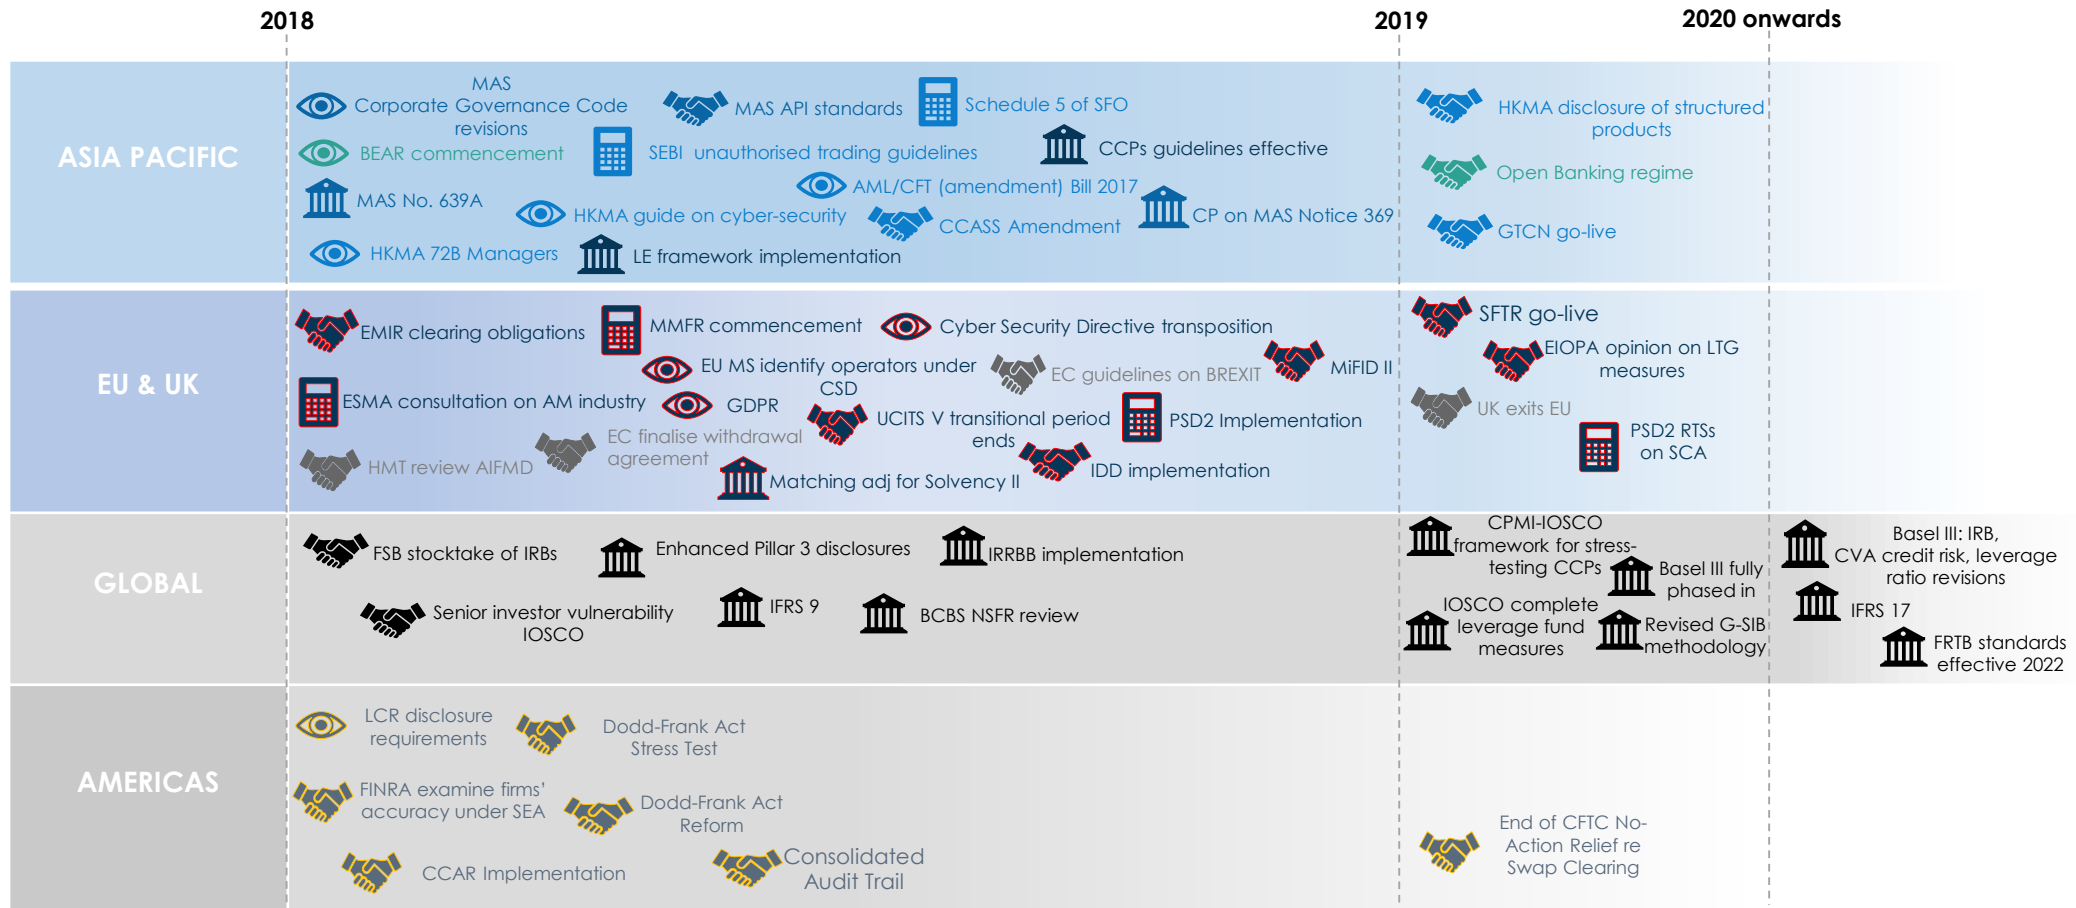 2018
2019
2020 onwards
ASIA PACIFIC
MAS
Corporate Governance Code
revisions
MAS API standards
Schedule 5 of SFO
BEAR commencement
SEBI unauthorised trading guidelines
CCPs guidelines effective
MAS No. 639A
AML/CFT (amendment) Bill 2017
HKMA guide on cyber-security
CCASS Amendment
CP on MAS Notice 369
HKMA 72B Managers
LE framework implementation
HKMA disclosure of structured
products
Open Banking regime
GTCN go-live
EU & UK
EMIR clearing obligations
MMFR commencement
Cyber Security Directive transposition
EU MS identify operators under
CSD
EC guidelines on BREXIT
MiFID II
ESMA consultation on AM industry
GDPR
UCITS V transitional period
ends
PSD2 Implementation
HMT review AIFMD
EC finalise withdrawal
agreement
Matching adj for Solvency II
IDD implementation
SFTR go-live
EIOPA opinion on LTG
measures
UK exits EU
PSD2 RTSs
on SCA
GLOBAL
FSB stocktake of IRBs
Enhanced Pillar 3 disclosures
IRRBB implementation
Senior investor vulnerability
IOSCO
IFRS 9
BCBS NSFR review
CPMI-IOSCO
framework for stress-
testing CCPs
Basel III fully
phased in
IOSCO complete
leverage fund
measures
Revised G-SIB
methodology
Basel III: IRB,
CVA credit risk, leverage
ratio revisions
IFRS 17
FRTB standards
effective 2022
AMERICAS
LCR disclosure
requirements
Dodd-Frank Act
Stress Test
FINRA examine firms'
accuracy under SEA
Dodd-Frank Act
Reform
CCAR Implementation
Consolidated
Audit Trail
End of CFTC No-
Action Relief re
Swap Clearing